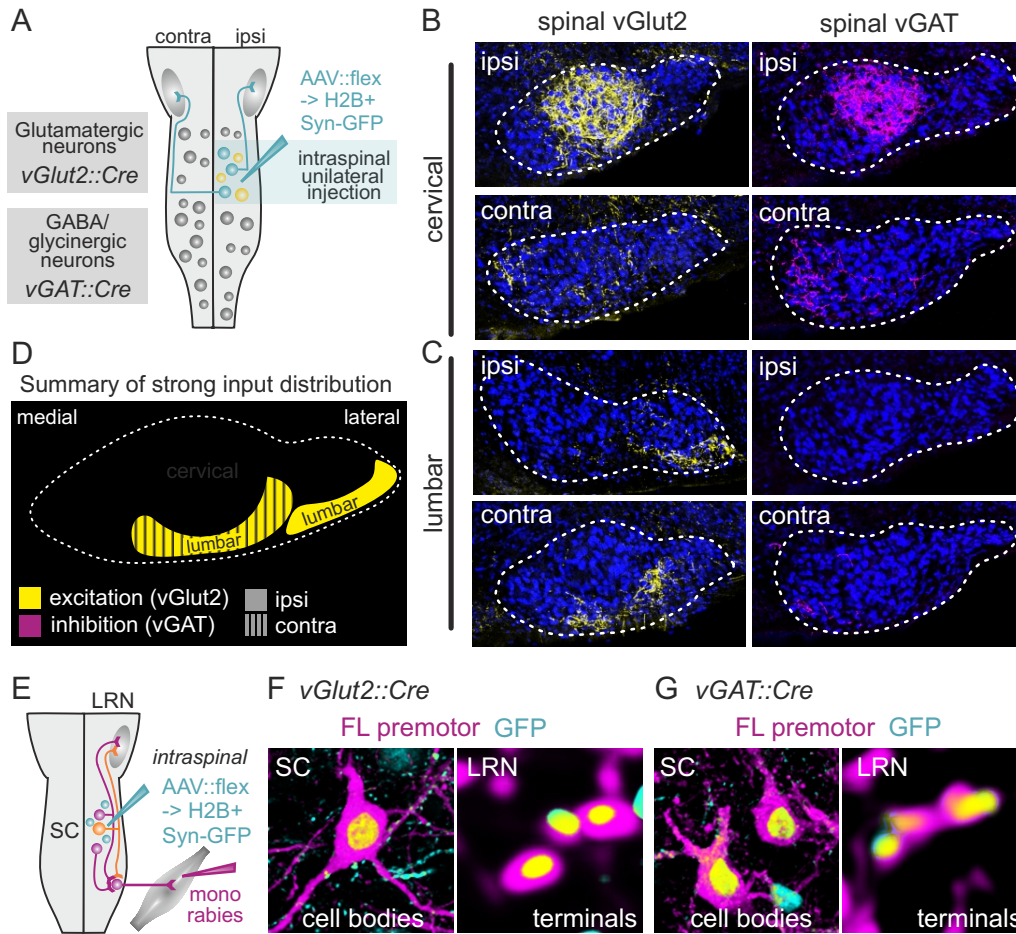 A
contra
ipsi
AAV::flex
-> H2B+
Syn-GFP
Glutamatergic
neurons
vGlut2::Cre
intraspinal
unilateral
injection
GABA/
glycinergic
neurons
vGAT::Cre
B
spinal vGlut2
spinal vGAT
cervical
ipsi
ipsi
contra
contra
C
lumbar
ipsi
ipsi
contra
contra
D
Summary of strong input distribution
medial
lateral
cervical
lumbar
lumbar
excitation (vGlut2)
ipsi
inhibition (vGAT)
contra
E
LRN
intraspinal
AAV::flex
-> H2B+
Syn-GFP
SC
mono
rabies
F
vGlut2::Cre
FL premotor GFP
SC
LRN
cell bodies
terminals
G
vGAT::Cre
FL premotor GFP
SC
LRN
cell bodies
terminals